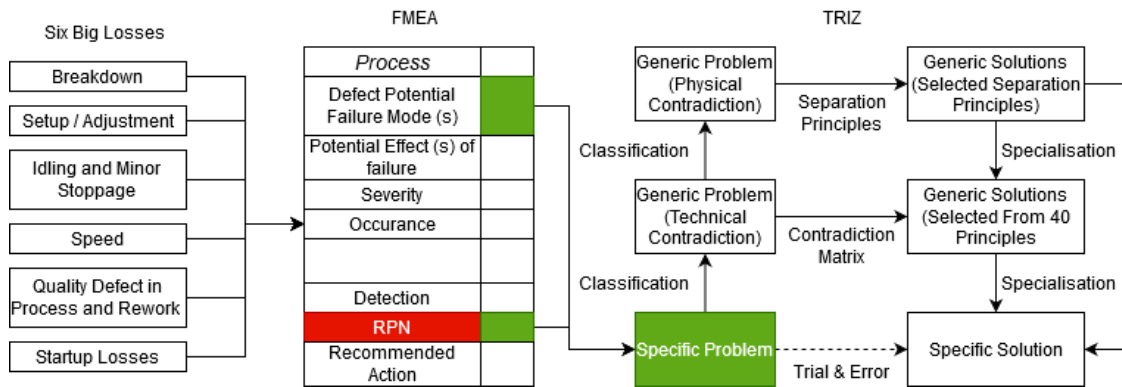 Six Big Losses
Breakdown
Setup / Adjustment
Idling and Minor
Stoppage
Speed
Quality Defect in
Process and Rework
Startup Losses
FMEA
Process
Defect Potential
Failure Mode (s)
Potential Effect (s) of
failure
Severity
Occurance
Detection
RPN
Recommended
Action
TRIZ
Generic Problem
(Physical
Contradiction)
Separation
Principles
Generic Solutions
(Selected Separation
Principles)
Classification
Specialisation
Generic Problem
(Technical
Contradiction)
Contradiction
Matrix
Generic Solutions
(Selected From 40
Principles
Classification
Specialisation
Specific Problem
Trial & Error
Specific Solution